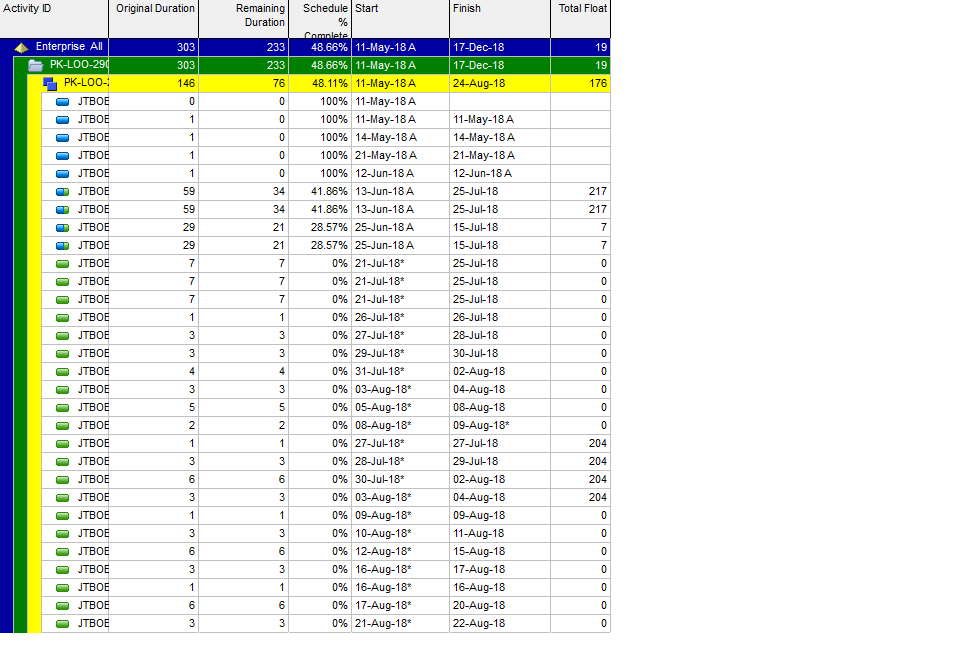 Activity ID Original Duration Remaining Duration Schedule % Complete Start Finish Total Float
Enterprise All 303 233 48.66% 11-May-18 A 17-Dec-18 19
PK-LOO-290 303 233 48.66% 11-May-18 A 17-Dec-18 19
PK-LOO-2 146 76 48.11% 11-May-18 A 24-Aug-18 176
JTBOE 0 0 100% 11-May-18 A
JTBOE 1 0 100% 11-May-18 A 11-May-18 A
JTBOE 1 0 100% 14-May-18 A 14-May-18 A
JTBOE 1 0 100% 21-May-18 A 21-May-18 A
JTBOE 1 0 100% 12-Jun-18 A 12-Jun-18 A
JTBOE 59 34 41.86% 13-Jun-18 A 25-Jul-18 217
JTBOE 59 34 41.86% 13-Jun-18 A 25-Jul-18 217
JTBOE 29 21 28.57% 25-Jun-18 A 15-Jul-18 7
JTBOE 29 21 28.57% 25-Jun-18 A 15-Jul-18 7
JTBOE 7 7 0% 21-Jul-18* 25-Jul-18 0
JTBOE 7 7 0% 21-Jul-18* 25-Jul-18 0
JTBOE 7 7 0% 21-Jul-18* 25-Jul-18 0
JTBOE 1 1 0% 26-Jul-18* 26-Jul-18 0
JTBOE 3 3 0% 27-Jul-18* 28-Jul-18 0
JTBOE 3 3 0% 29-Jul-18* 30-Jul-18 0
JTBOE 4 4 0% 31-Jul-18* 02-Aug-18 0
JTBOE 3 3 0% 03-Aug-18* 04-Aug-18 0
JTBOE 5 5 0% 05-Aug-18* 08-Aug-18 0
JTBOE 2 2 0% 08-Aug-18* 09-Aug-18* 0
JTBOE 1 1 0% 27-Jul-18* 27-Jul-18 204
JTBOE 3 3 0% 28-Jul-18* 29-Jul-18 204
JTBOE 6 6 0% 30-Jul-18* 02-Aug-18 204
JTBOE 3 3 0% 03-Aug-18* 04-Aug-18 204
JTBOE 1 1 0% 09-Aug-18* 09-Aug-18 0
JTBOE 3 3 0% 10-Aug-18* 11-Aug-18 0
JTBOE 6 6 0% 12-Aug-18* 15-Aug-18 0
JTBOE 3 3 0% 16-Aug-18* 17-Aug-18 0
JTBOE 1 1 0% 16-Aug-18* 16-Aug-18 0
JTBOE 6 6 0% 17-Aug-18* 20-Aug-18 0
JTBOE 3 3 0% 21-Aug-18* 22-Aug-18 0